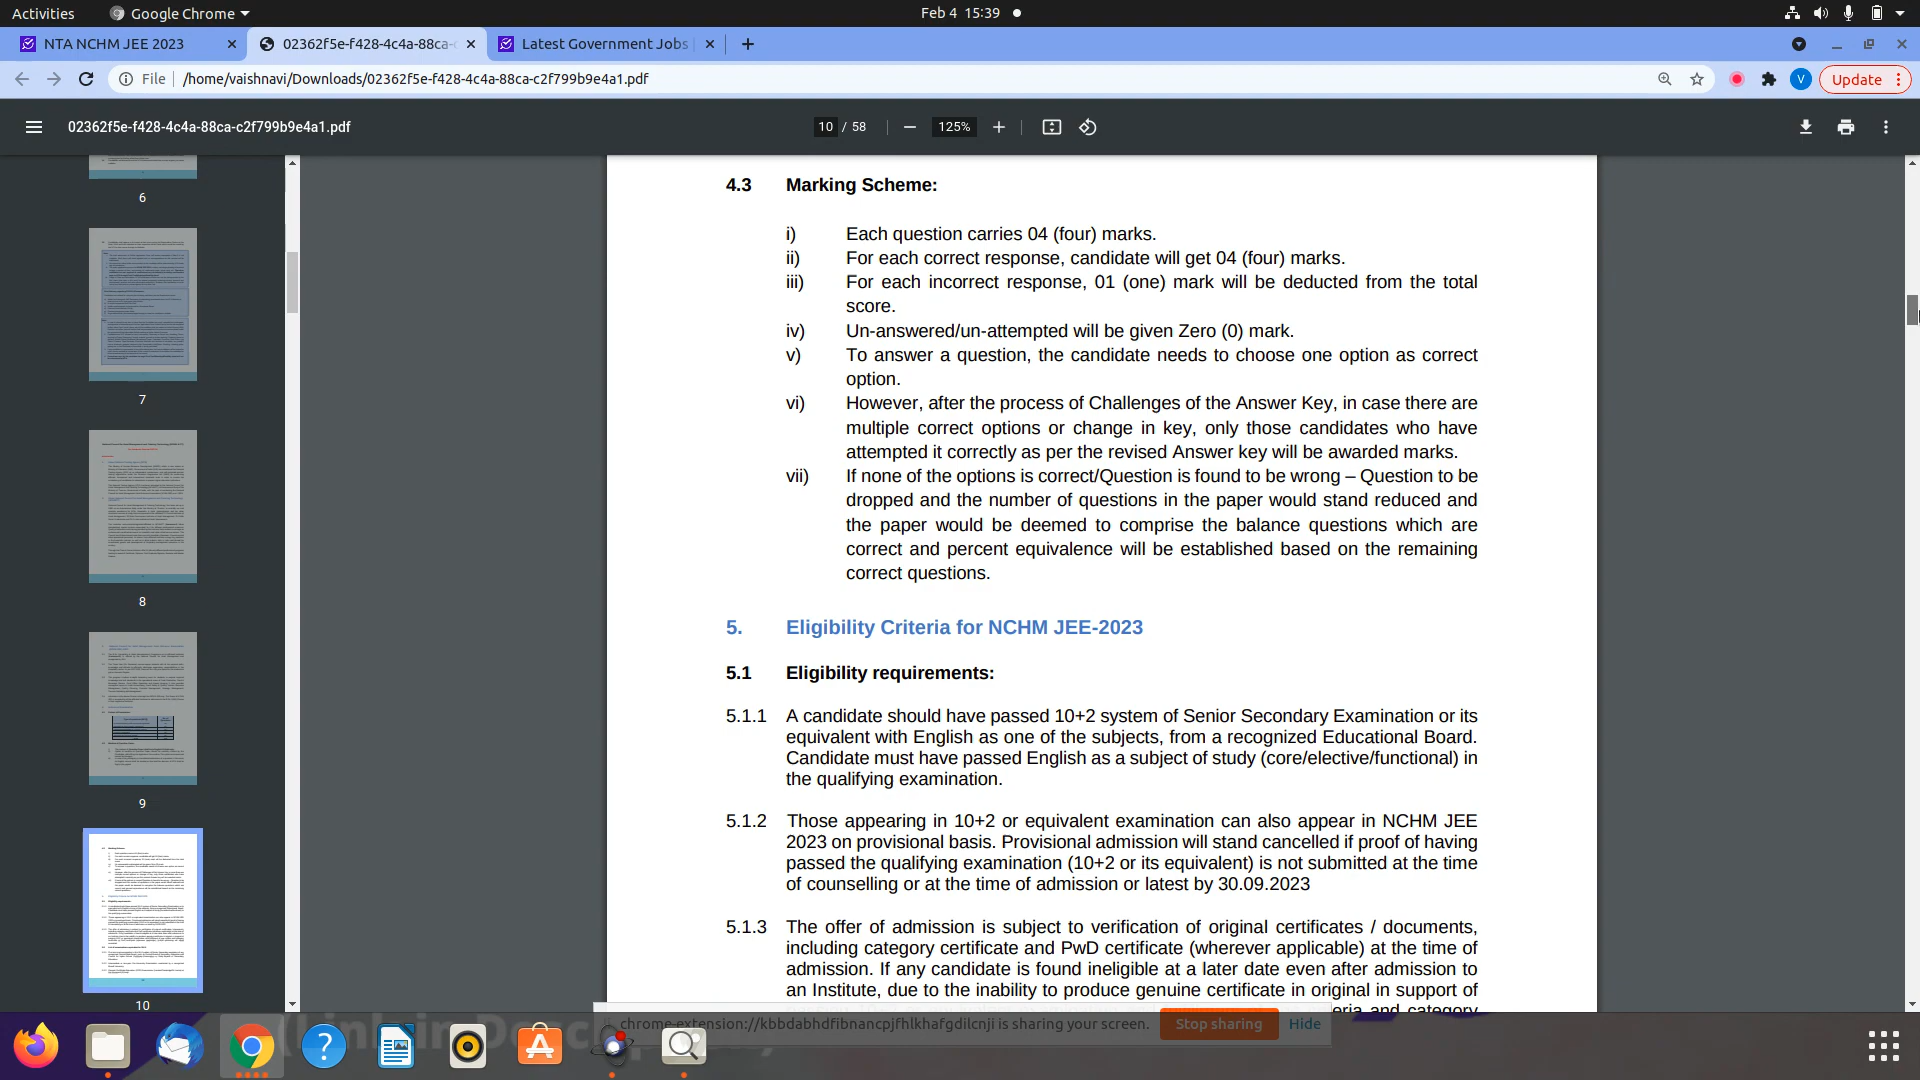 Activities
Google Chrome
Feb 4 15:39
NTA NCHM JEE 2023
02362f5e-f428-4c4a-88ca-
Latest Government Jobs
File
/home/vaishnavi/Downloads/02362f5e-f428-4c4a-88ca-c2f799b9e4a1.pdf
V
Update
02362f5e-f428-4c4a-88ca-c2f799b9e4a1.pdf
10 / 58
125%
6
7
8
9
10
4.3 Marking Scheme:
i) Each question carries 04 (four) marks.
ii) For each correct response, candidate will get 04 (four) marks.
iii) For each incorrect response, 01 (one) mark will be deducted from the total
score.
iv) Un-answered/un-attempted will be given Zero (0) mark.
v) To answer a question, the candidate needs to choose one option as correct
option.
vi) However, after the process of Challenges of the Answer Key, in case there are
multiple correct options or change in key, only those candidates who have
attempted it correctly as per the revised Answer key will be awarded marks.
vii) If none of the options is correct/Question is found to be wrong – Question to be
dropped and the number of questions in the paper would stand reduced and
the paper would be deemed to comprise the balance questions which are
correct and percent equivalence will be established based on the remaining
correct questions.
5. Eligibility Criteria for NCHM JEE-2023
5.1 Eligibility requirements:
5.1.1 A candidate should have passed 10+2 system of Senior Secondary Examination or its
equivalent with English as one of the subjects, from a recognized Educational Board.
Candidate must have passed English as a subject of study (core/elective/functional) in
the qualifying examination.
5.1.2 Those appearing in 10+2 or equivalent examination can also appear in NCHM JEE
2023 on provisional basis. Provisional admission will stand cancelled if proof of having
passed the qualifying examination (10+2 or its equivalent) is not submitted at the time
of counselling or at the time of admission or latest by 30.09.2023
5.1.3 The offer of admission is subject to verification of original certificates / documents,
including category certificate and PwD certificate (wherever applicable) at the time of
admission. If any candidate is found ineligible at a later date even after admission to
an Institute, due to the inability to produce genuine certificate in original in support of
and category
chrome-extension://kbbdabhdfibnancpjfhlkhafgdilcnji is sharing your screen.
Stop sharing
Hide